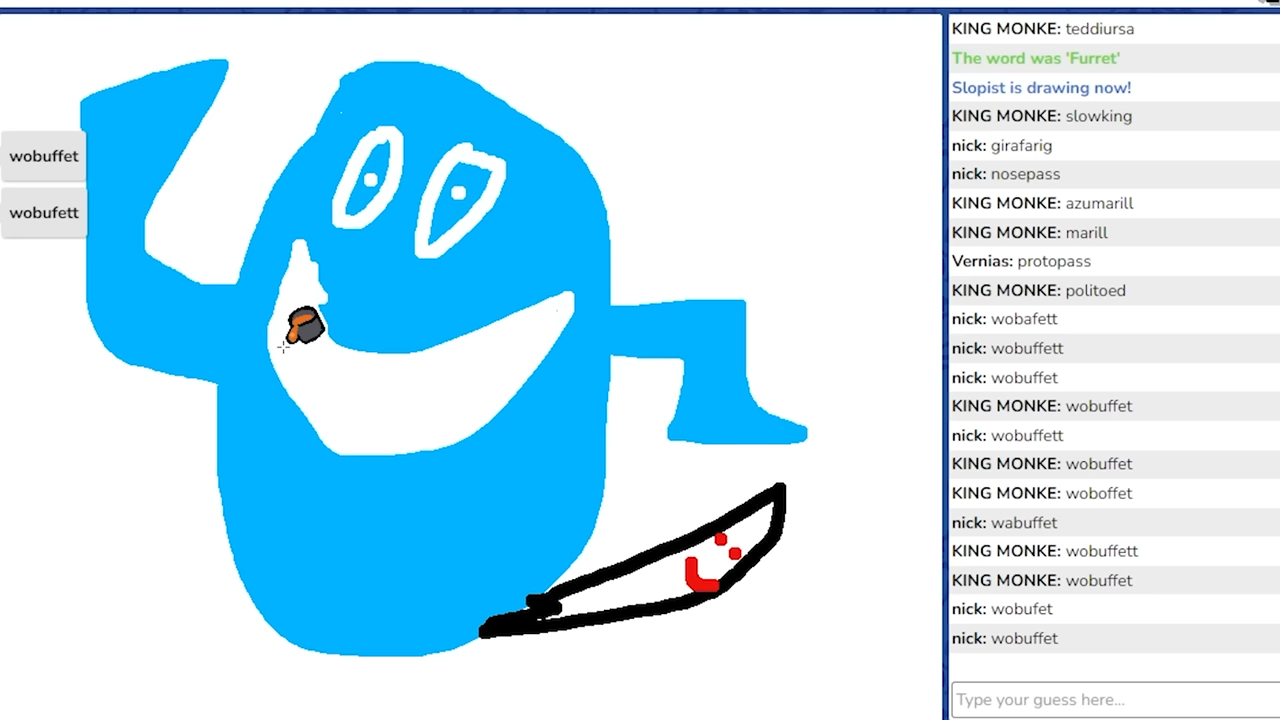 wobuffet
wobufett
KING MONKE: teddiursa
The word was 'Furret'
Slopist is drawing now!
KING MONKE: slowking
nick: girafarig
nick: nosepass
KING MONKE: azumarill
KING MONKE: marill
Vernias: protopass
KING MONKE: politoed
nick: wobafett
nick: wobuffett
nick: wobuffet
KING MONKE: wobuffet
nick: wobuffett
KING MONKE: wobuffet
KING MONKE: woboffet
nick: wabuffet
KING MONKE: wobuffett
KING MONKE: wobuffet
nick: wobufet
nick: wobuffet
Type your guess here...